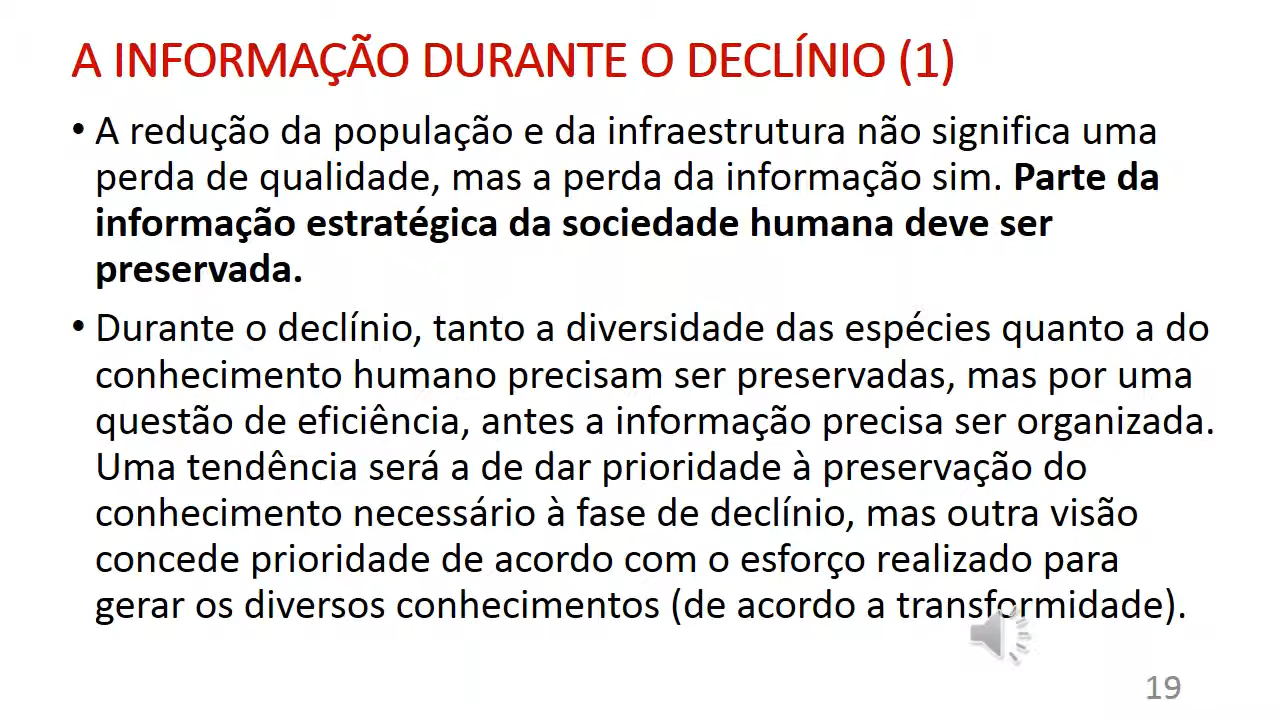 A INFORMAÇÃO DURANTE O DECLÍNIO (1)
• A redução da população e da infraestrutura não significa uma
perda de qualidade, mas a perda da informação sim. Parte da
informação estratégica da sociedade humana deve ser
preservada.
• Durante o declínio, tanto a diversidade das espécies quanto a do
conhecimento humano precisam ser preservadas, mas por uma
questão de eficiência, antes a informação precisa ser organizada.
Uma tendência será a de dar prioridade à preservação do
conhecimento necessário à fase de declínio, mas outra visão
concede prioridade de acordo com o esforço realizado para
gerar os diversos conhecimentos (de acordo a transformidade).
19